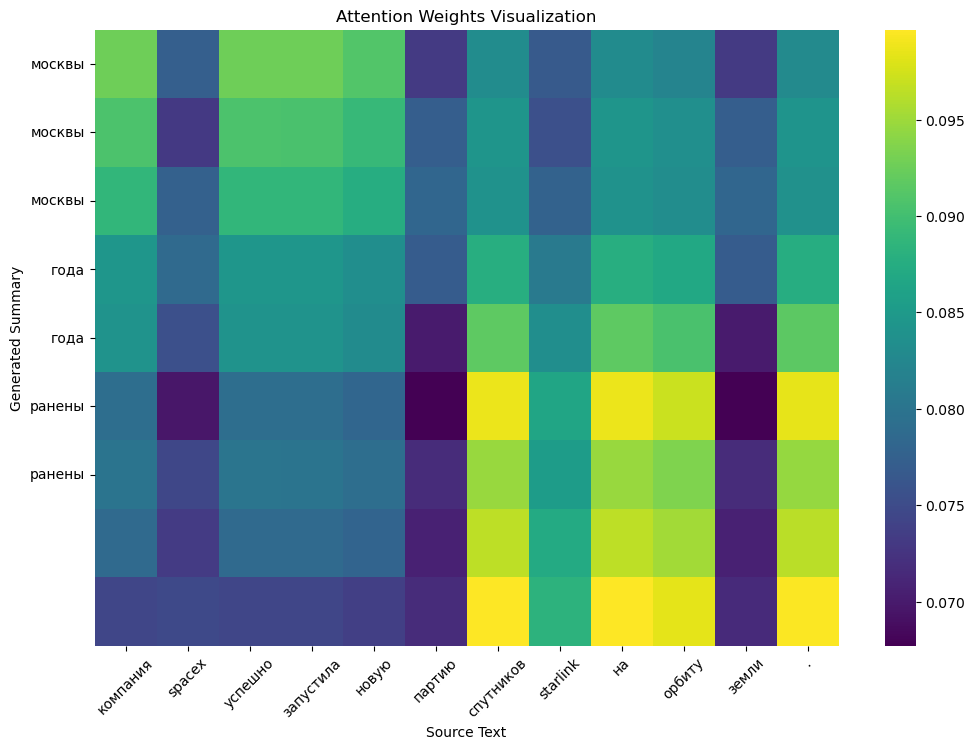 Attention Weights Visualization
москвы
москвы
москвы
года
года
ранены
ранены
Generated Summary
компания
spacex
успешно
запустила
новую
партию
спутников
starlink
на
орбиту
земли
.
Source Text
0.095
0.090
0.085
0.080
0.075
0.070